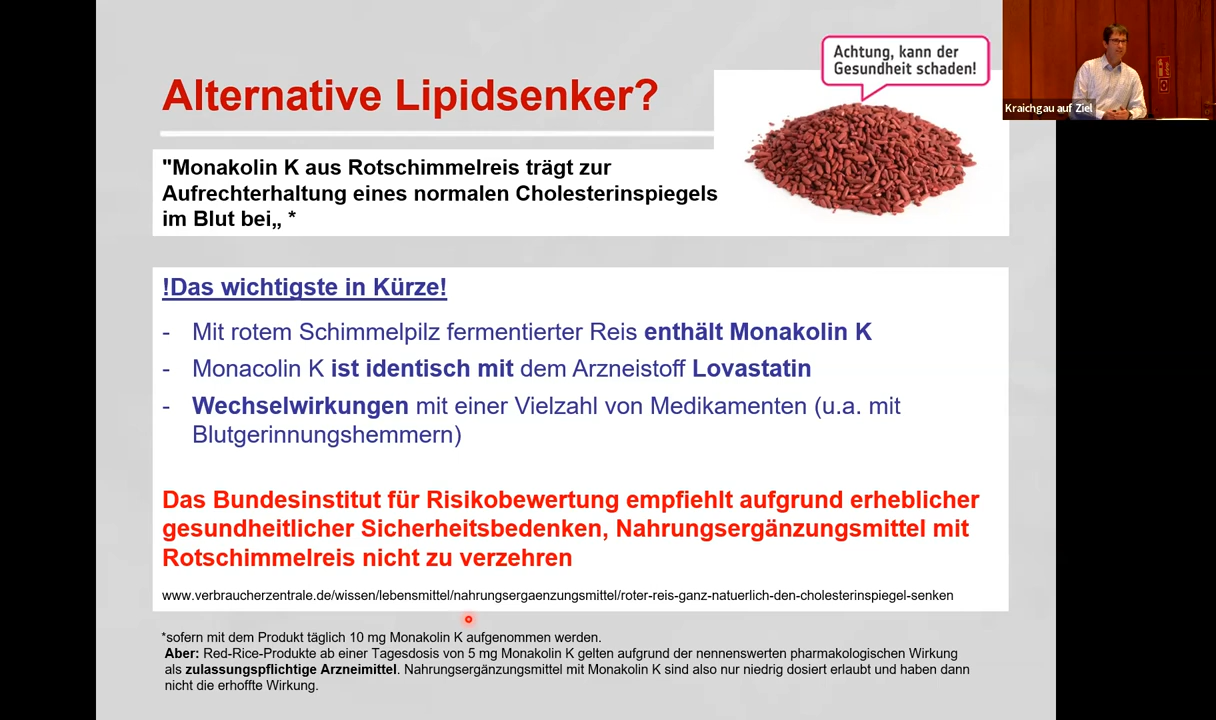 Alternative Lipidsenker?
Achtung, kann der
Gesundheit schaden!
Kraichgau auf Ziel
"Monakolin K aus Rotschimmelreis trägt zur
Aufrechterhaltung eines normalen Cholesterinspiegels
im Blut bei„ *
!Das wichtigste in Kürze!
- Mit rotem Schimmelpilz fermentierter Reis enthält Monakolin K
- Monacolin K ist identisch mit dem Arzneistoff Lovastatin
- Wechselwirkungen mit einer Vielzahl von Medikamenten (u.a. mit
Blutgerinnungshemmern)
Das Bundesinstitut für Risikobewertung empfiehlt aufgrund erheblicher
gesundheitlicher Sicherheitsbedenken, Nahrungsergänzungsmittel mit
Rotschimmelreis nicht zu verzehren
www.verbraucherzentrale.de/wissen/lebensmittel/nahrungsergaenzungsmittel/roter-reis-ganz-natuerlich-den-cholesterinspiegel-senken
*sofern mit dem Produkt täglich 10 mg Monakolin K aufgenommen werden.
Aber: Red-Rice-Produkte ab einer Tagesdosis von 5 mg Monakolin K gelten aufgrund der nennenswerten pharmakologischen Wirkung
als zulassungspflichtige Arzneimittel. Nahrungsergänzungsmittel mit Monakolin K sind also nur niedrig dosiert erlaubt und haben dann
nicht die erhoffte Wirkung.